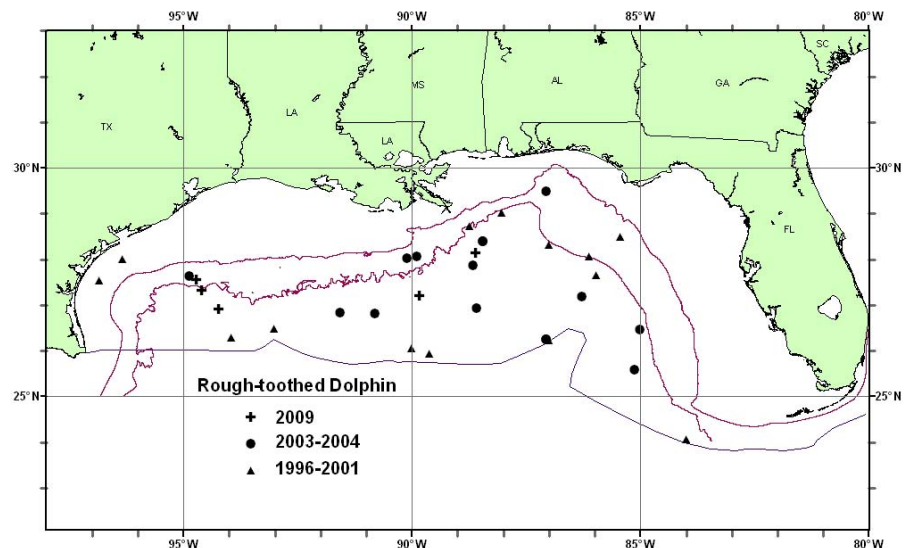 95°W 90°W 85°W 80°W
SC
MS AL GA
TX LA
LA
30°N 30°N
FL
25°N 25°N
Rough-toothed Dolphin
2009
2003-2004
1996-2001
95°W 90°W 85°W 80°W